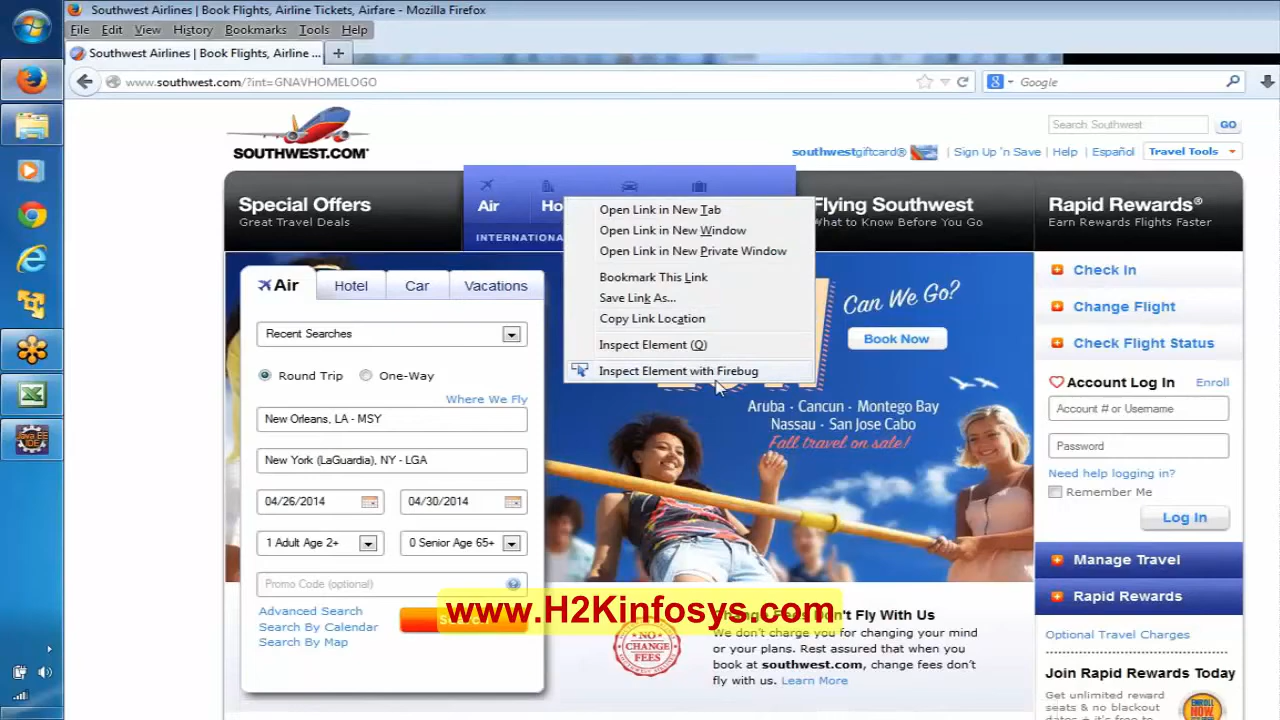 Southwest Airlines | Book Flights, Airline Tickets, Airfare - Mozilla Firefox
File Edit View History Bookmarks Tools Help
Southwest Airlines | Book Flights, Airline ...
www.southwest.com/?int=GNAVHOMELOGO
Google
SOUTHWEST.COM®
Search Southwest GO
southwestgiftcard® | Sign Up 'n Save | Help | Español Travel Tools
Special Offers
Great Travel Deals
Air Ho
INTERNATIONA
Flying Southwest
What to Know Before You Go
Rapid Rewards®
Earn Rewards Flights Faster
Open Link in New Tab
Open Link in New Window
Open Link in New Private Window
Bookmark This Link
Save Link As...
Copy Link Location
Inspect Element (Q)
Inspect Element with Firebug
Air Hotel Car Vacations
Recent Searches
Round Trip One-Way
Where We Fly
New Orleans, LA - MSY
New York (LaGuardia), NY - LGA
04/26/2014 04/30/2014
1 Adult Age 2+ 0 Senior Age 65+
Promo Code (optional)
Advanced Search
Search By Calendar
Search By Map
Can We Go?
Book Now
Aruba - Cancun - Montego Bay
Nassau - San Jose Cabo
Fall travel on sale!
Check In
Change Flight
Check Flight Status
Account Log In Enroll
Account # or Username
Password
Need help logging in?
Remember Me
Log In
Manage Travel
Rapid Rewards
Optional Travel Charges
Join Rapid Rewards Today
Get unlimited reward
seats & no blackout
dates + it's free to
ENROLL
NOW
www.H2Kinfosys.com
NO
CHANGE
FEES
Don't Fly With Us
We don't charge you for changing your mind
or your plans. Rest assured that when you
book at southwest.com, change fees don't
fly with us. Learn More
Java EE
IDE